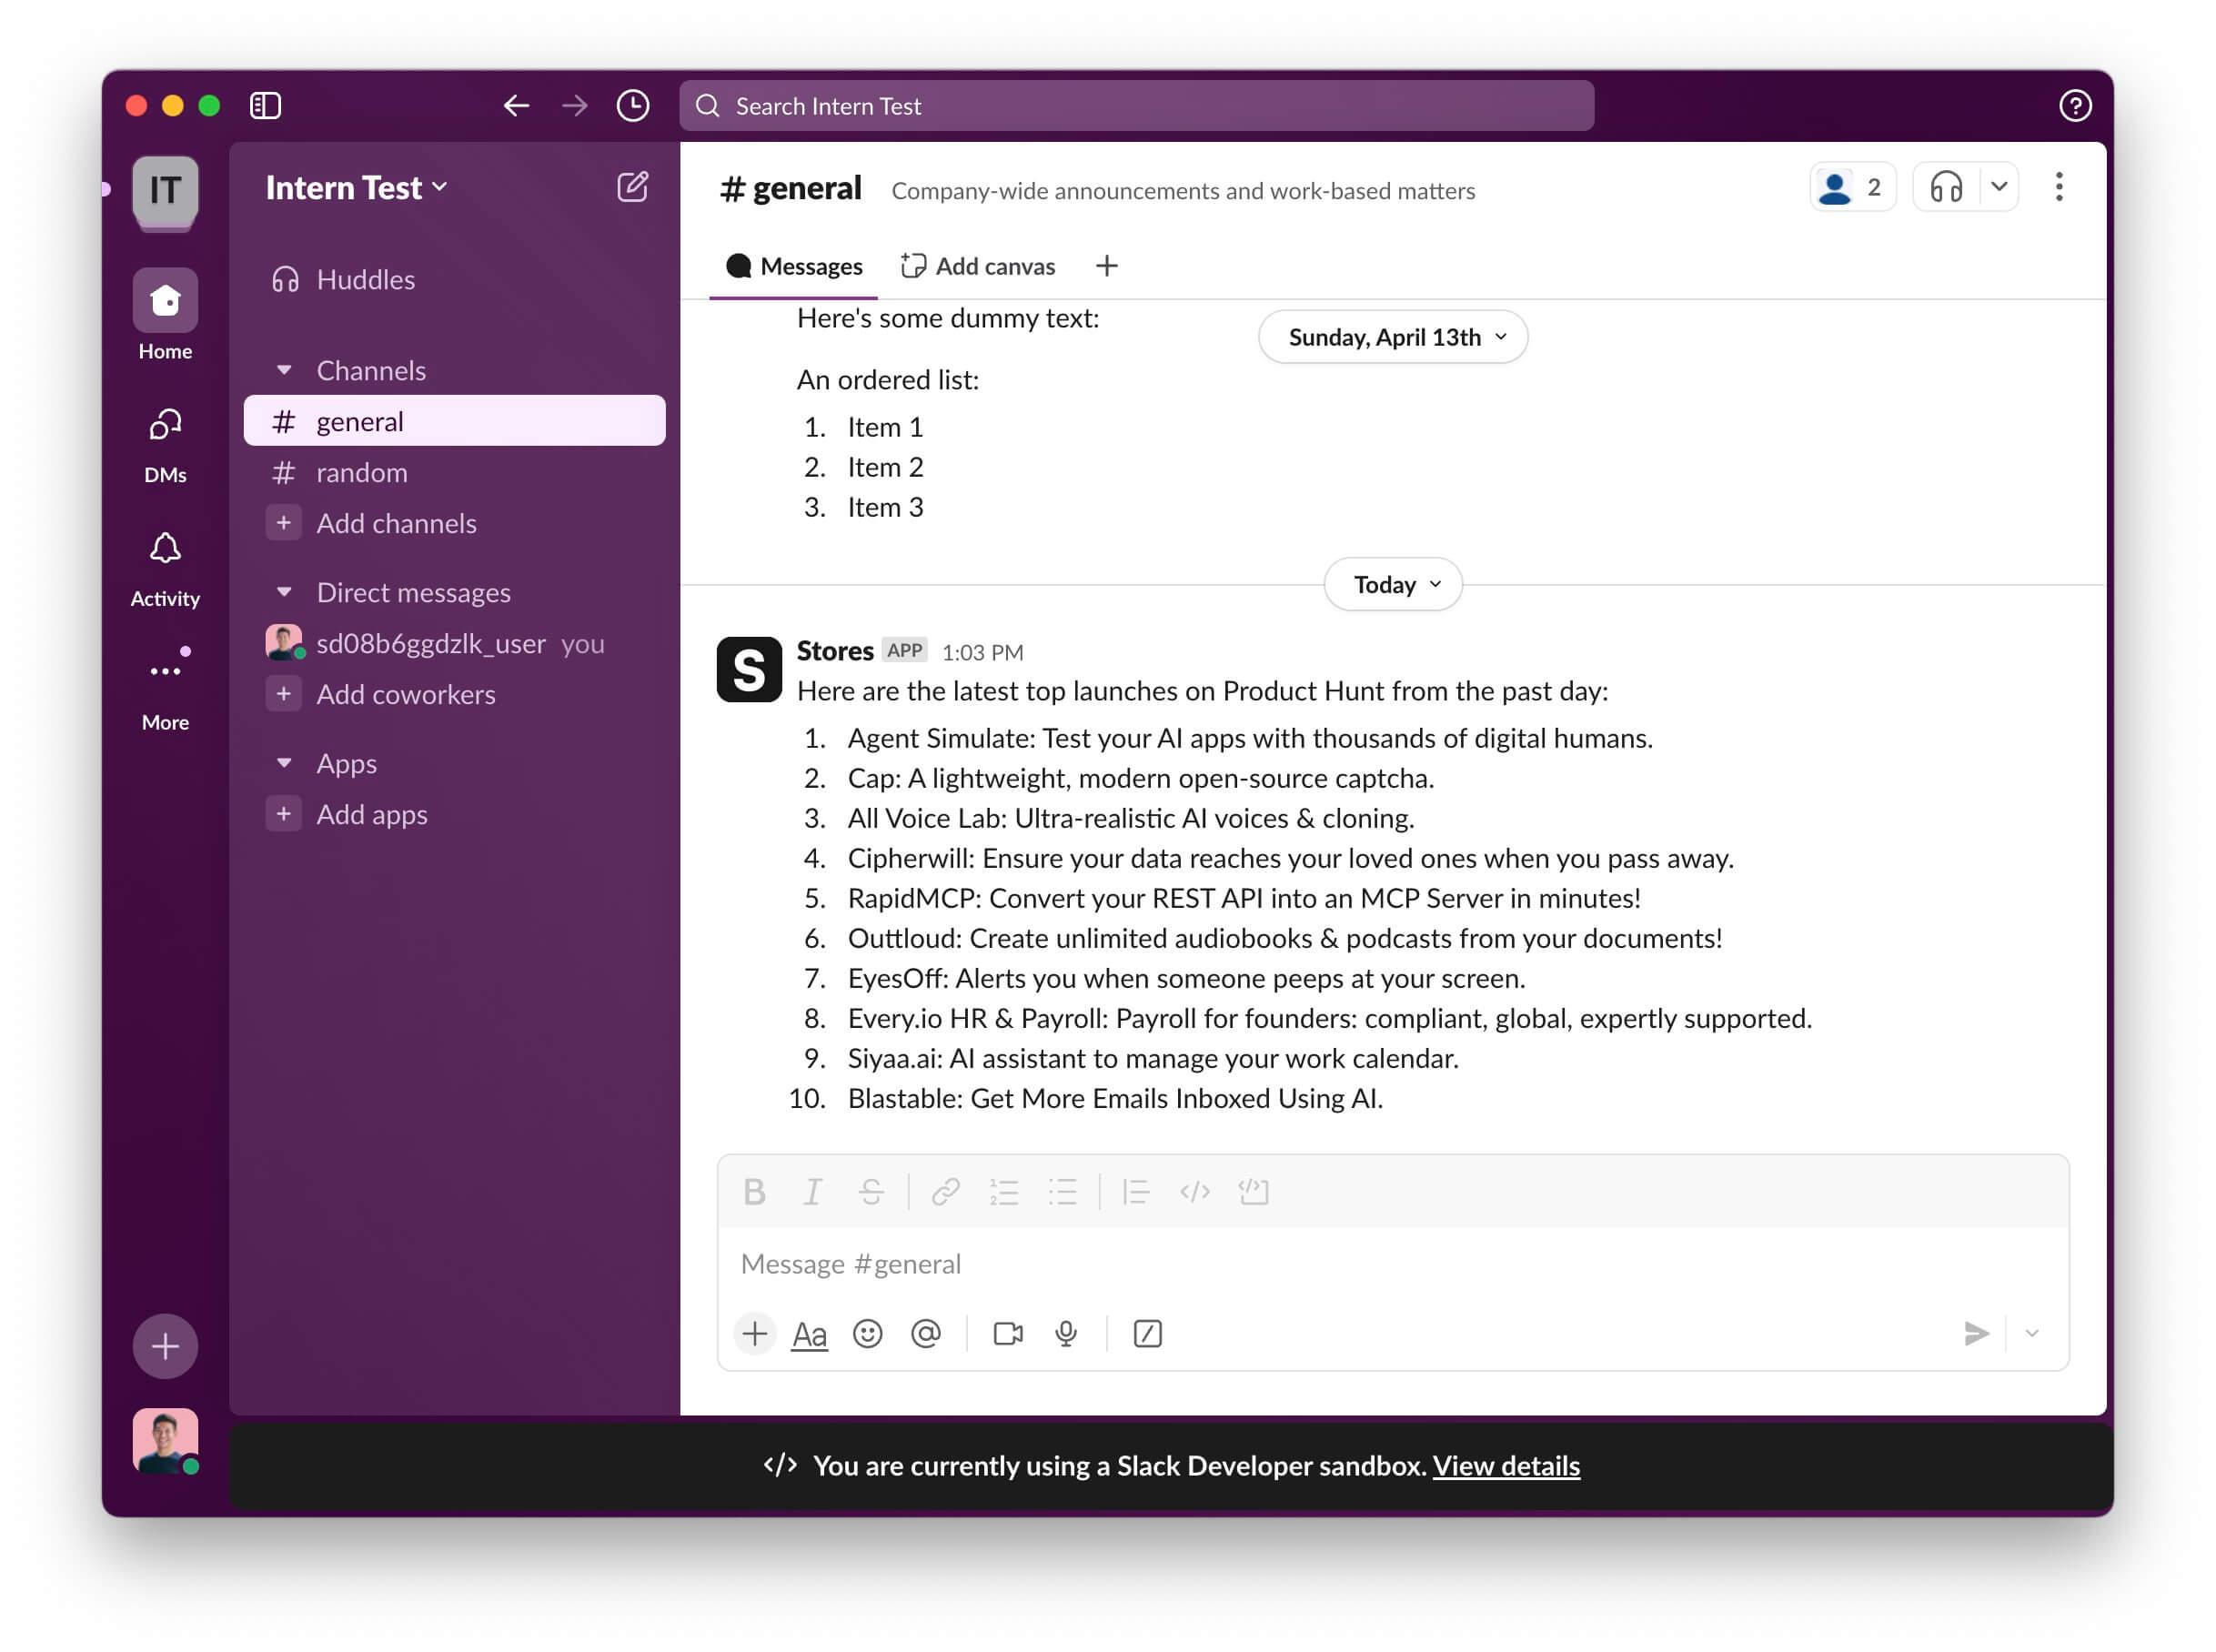 Search Intern Test
IT
Home
DMs
Activity
More
Intern Test
Huddles
Channels
# general
# random
+ Add channels
Direct messages
sd08b6ggdzlk_user you
+ Add coworkers
Apps
+ Add apps
# general Company-wide announcements and work-based matters 2
Messages Add canvas +
Here's some dummy text:
Sunday, April 13th
An ordered list:
1. Item 1
2. Item 2
3. Item 3
Today
S
Stores APP 1:03 PM
Here are the latest top launches on Product Hunt from the past day:
1. Agent Simulate: Test your AI apps with thousands of digital humans.
2. Cap: A lightweight, modern open-source captcha.
3. All Voice Lab: Ultra-realistic AI voices & cloning.
4. Cipherwill: Ensure your data reaches your loved ones when you pass away.
5. RapidMCP: Convert your REST API into an MCP Server in minutes!
6. Outtloud: Create unlimited audiobooks & podcasts from your documents!
7. EyesOff: Alerts you when someone peeps at your screen.
8. Every.io HR & Payroll: Payroll for founders: compliant, global, expertly supported.
9. Siyaa.ai: AI assistant to manage your work calendar.
10. Blastable: Get More Emails Inboxed Using AI.
B I S
Message #general
+ Aa @
</> You are currently using a Slack Developer sandbox. View details